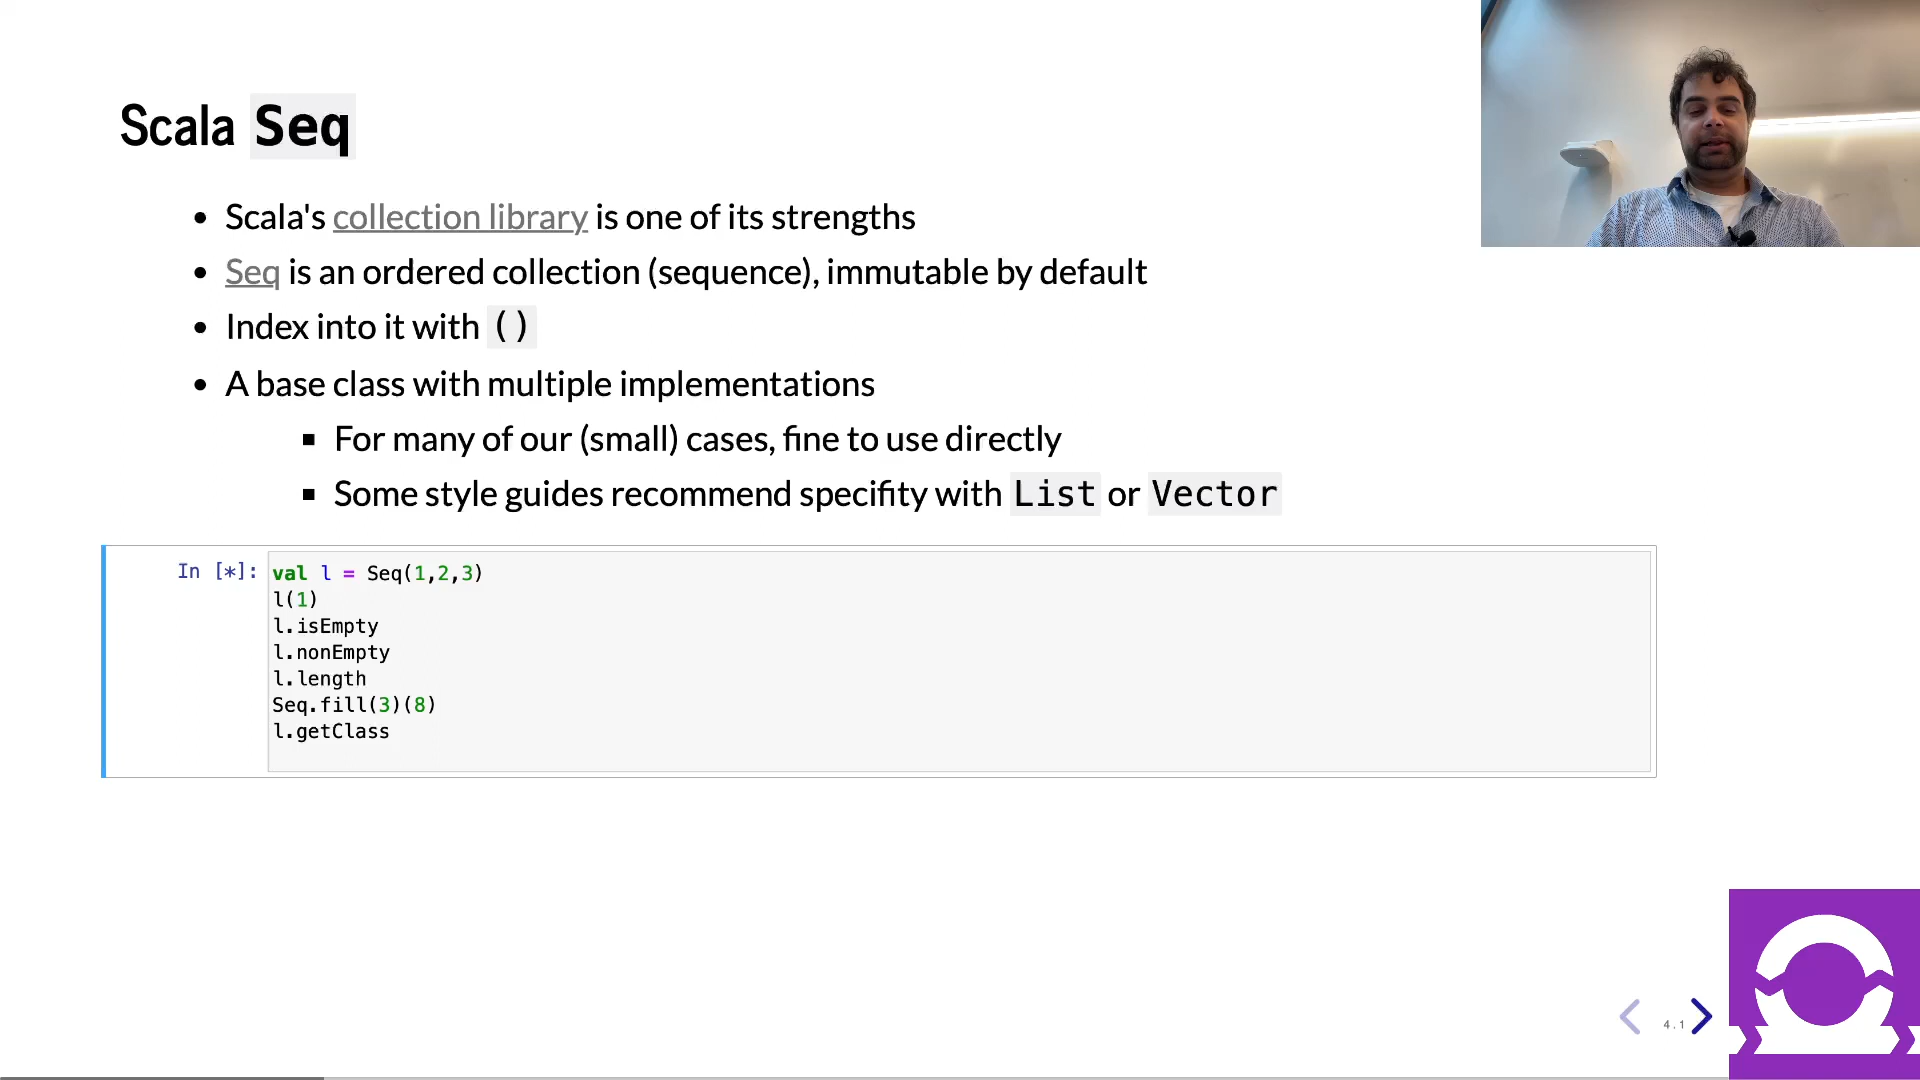 Scala Seq
Scala's collection library is one of its strengths
Seq is an ordered collection (sequence), immutable by default
Index into it with ()
A base class with multiple implementations
For many of our (small) cases, fine to use directly
Some style guides recommend specifity with List or Vector
In [*]: val l = Seq(1,2,3)
l(1)
l.isEmpty
l.nonEmpty
l.length
Seq.fill(3)(8)
l.getClass
4.1